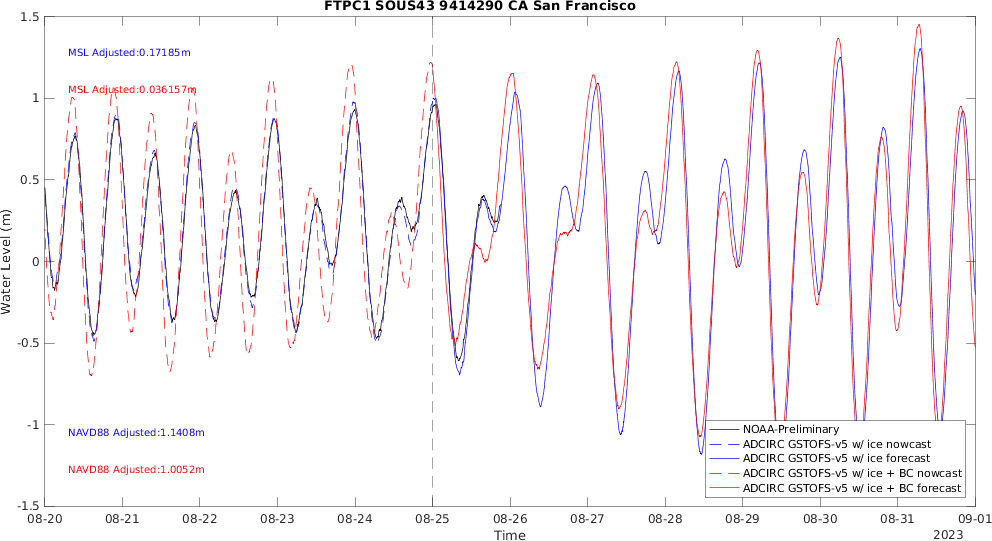 FTPC1 SOUS43 9414290 CA San Francisco
1.5
MSL Adjusted:0.17185m
MSL Adjusted:0.036157m
1
0.5
0
-0.5
-1
-1.5
Water Level (m)
NAVD88 Adjusted:1.1408m
NAVD88 Adjusted:1.0052m
NOAA-Preliminary
ADCIRC GSTOFS-v5 w/ ice nowcast
ADCIRC GSTOFS-v5 w/ ice forecast
ADCIRC GSTOFS-v5 w/ ice + BC nowcast
ADCIRC GSTOFS-v5 w/ ice + BC forecast
08-20 08-21 08-22 08-23 08-24 08-25 08-26 08-27 08-28 08-29 08-30 08-31 09-01
Time
2023